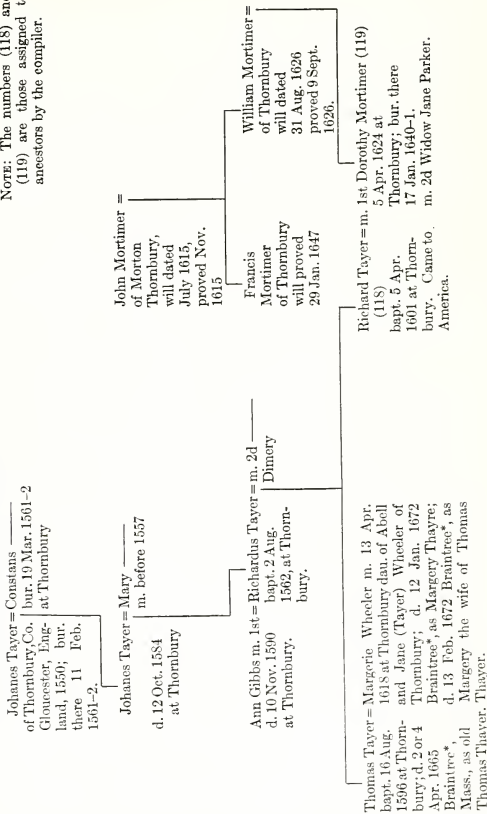 NOTE: The numbers (118) and
(119) are those assigned t
ancestors by the compiler.
Johanes Tayer = Constans
of Thornbury, Co.
Gloucester, Eng-
land, 1550; bur.
there 11 Feb.
1561-2.
bur. 19 Mar. 1561-2
at Thornbury
Johanes Tayer = Mary
d. 12 Oct. 1584
at Thornbury
m. before 1557
John Mortimer =
of Morton
Thornbury,
will dated
July 1615,
proved Nov.
1615
Ann Gibbs m. 1st = Richardus Tayer = m. 2d
d. 10 Nov. 1590
at Thornbury.
bapt. 2 Aug.
1562, at Thorn-
bury.
Dimery
Francis
Mortimer
of Thornbury
will proved
29 Jan. 1647
William Mortimer =
of Thornbury
will dated
31 Aug. 1626
proved 9 Sept.
1626.
Thomas Tayer = Margerie Wheeler m. 13 Apr.
bapt. 16 Aug.
1596 at Thorn-
bury; d. 2 or 4
Apr. 1665
Braintree*,
Mass., as old
Thomas Thayer.
1618 at Thornbury dau. of Abell
and Jane (Tayer) Wheeler of
Thornbury; d. 12 Jan. 1672
Braintree*, as Margery Thayre;
d. 13 Feb. 1672 Braintree*, as
Margery the wife of Thomas
Thayer.
Richard Tayer = m. 1st Dorothy Mortimer (119)
(118)
bapt. 5 Apr.
1601 at Thorn-
bury. Came to
America.
5 Apr. 1624 at
Thornbury; bur. there
17 Jan. 1640-1.
m. 2d Widow Jane Parker.